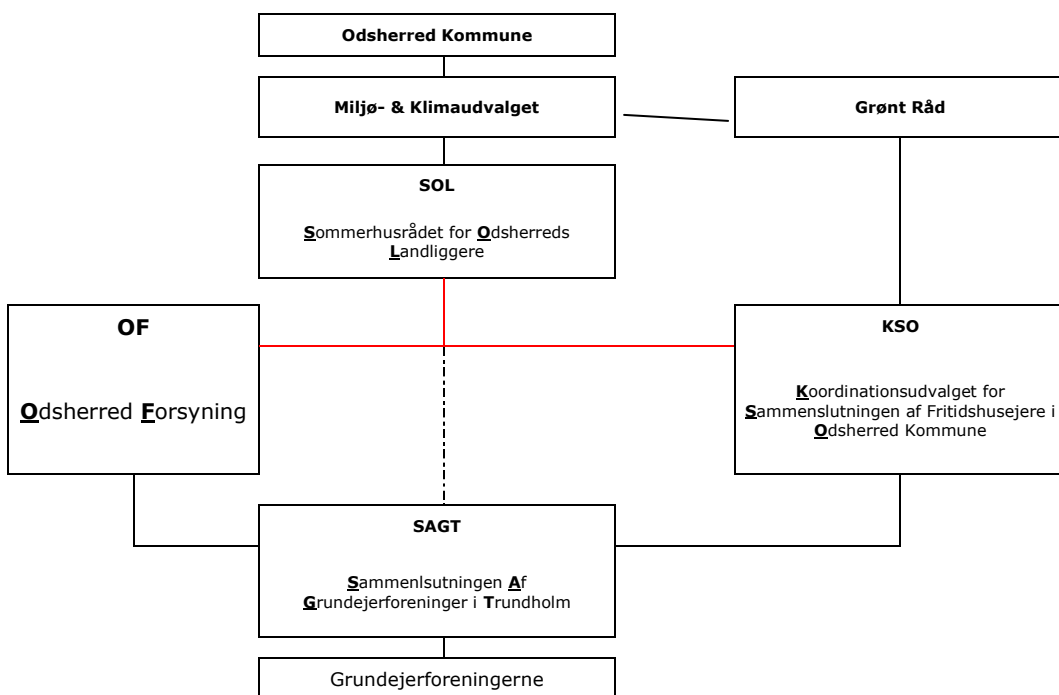 Odsherred Kommune
Miljø- & Klimaudvalget
Grønt Råd
SOL
Sommerhusrådet for Odsherreds
Landliggere
OF
Odsherred Forsyning
KSO
Koordinationsudvalget for
Sammenslutningen af Fritidshusejere i
Odsherred Kommune
SAGT
Sammenlsutningen Af
Grundejerforeninger i Trundholm
Grundejerforeningerne